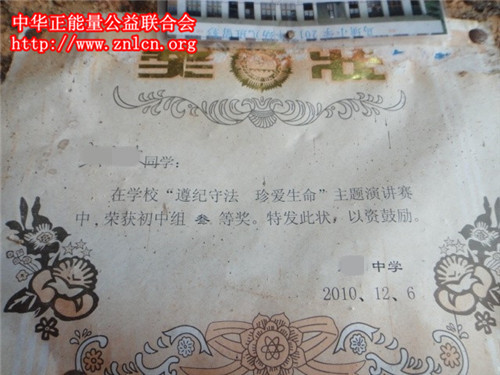 中华正能量公益联合会
www.znlcn.org
奖状
同学:
在学校“遵纪守法 珍爱生命”主题演讲赛
中,荣获初中组 叁 等奖。特发此状,以资鼓励。
中学
2010、12、6